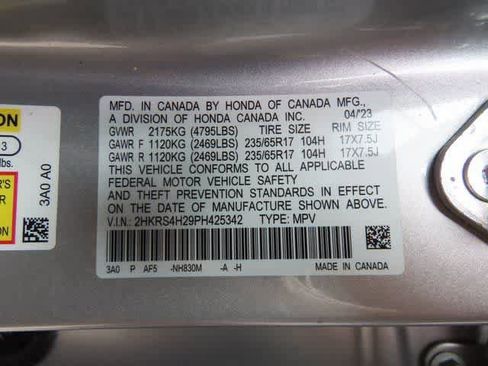 MFD. IN CANADA BY HONDA OF CANADA MFG.,
A DIVISION OF HONDA CANADA INC. 04/23
GVWR 2175KG (4795LBS) TIRE SIZE RIM SIZE
GAWR F 1120KG (2469LBS) 235/65R17 104H 17X7.5J
GAWR R 1120KG (2469LBS) 235/65R17 104H 17X7.5J
THIS VEHICLE CONFORMS TO ALL APPLICABLE
FEDERAL MOTOR VEHICLE SAFETY
AND THEFT PREVENTION STANDARDS IN EFFECT
ON THE DATE OF MANUFACTURE SHOWN ABOVE.
V.I.N: 2HKRS4H29PH425342 TYPE: MPV
3A0 P AF5 -NH830M -A -H MADE IN CANADA
3A0 A0
ION
3
lbs.
R'S